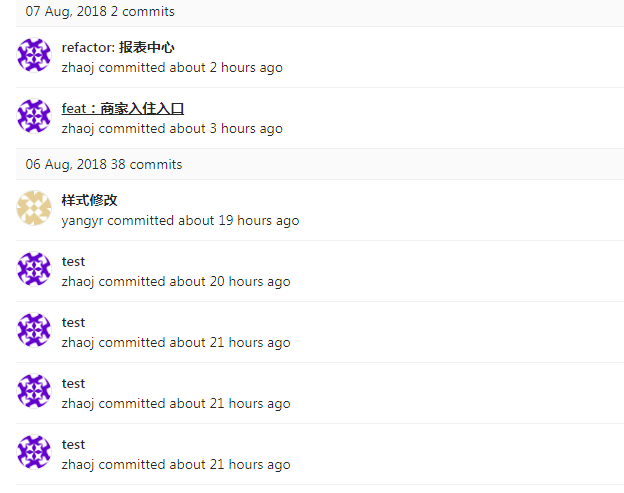 07 Aug, 2018 2 commits
refactor: 报表中心
zhaoj committed about 2 hours ago
feat：商家入住入口
zhaoj committed about 3 hours ago
06 Aug, 2018 38 commits
样式修改
yangyr committed about 19 hours ago
test
zhaoj committed about 20 hours ago
test
zhaoj committed about 21 hours ago
test
zhaoj committed about 21 hours ago
test
zhaoj committed about 21 hours ago